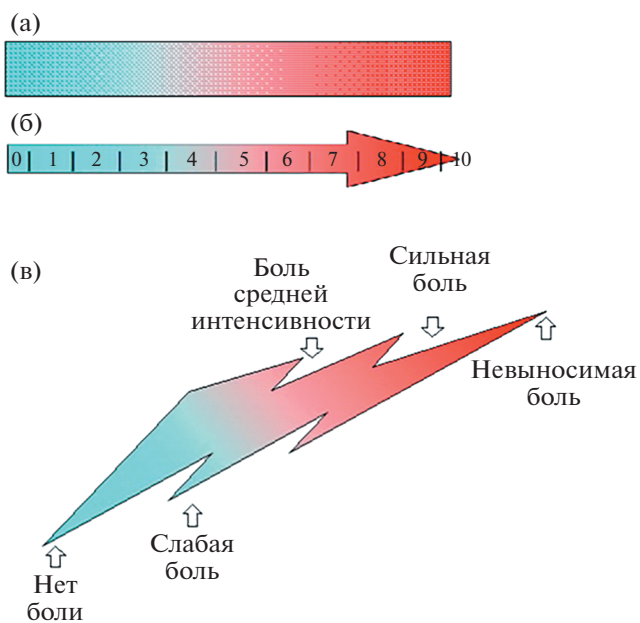 (а)
(б)
0 1 2 3 4 5 6 7 8 9 10
(в)
Боль
средней
интенсивности
Сильная
боль
Невыносимая
боль
Слабая
боль
Нет
боли